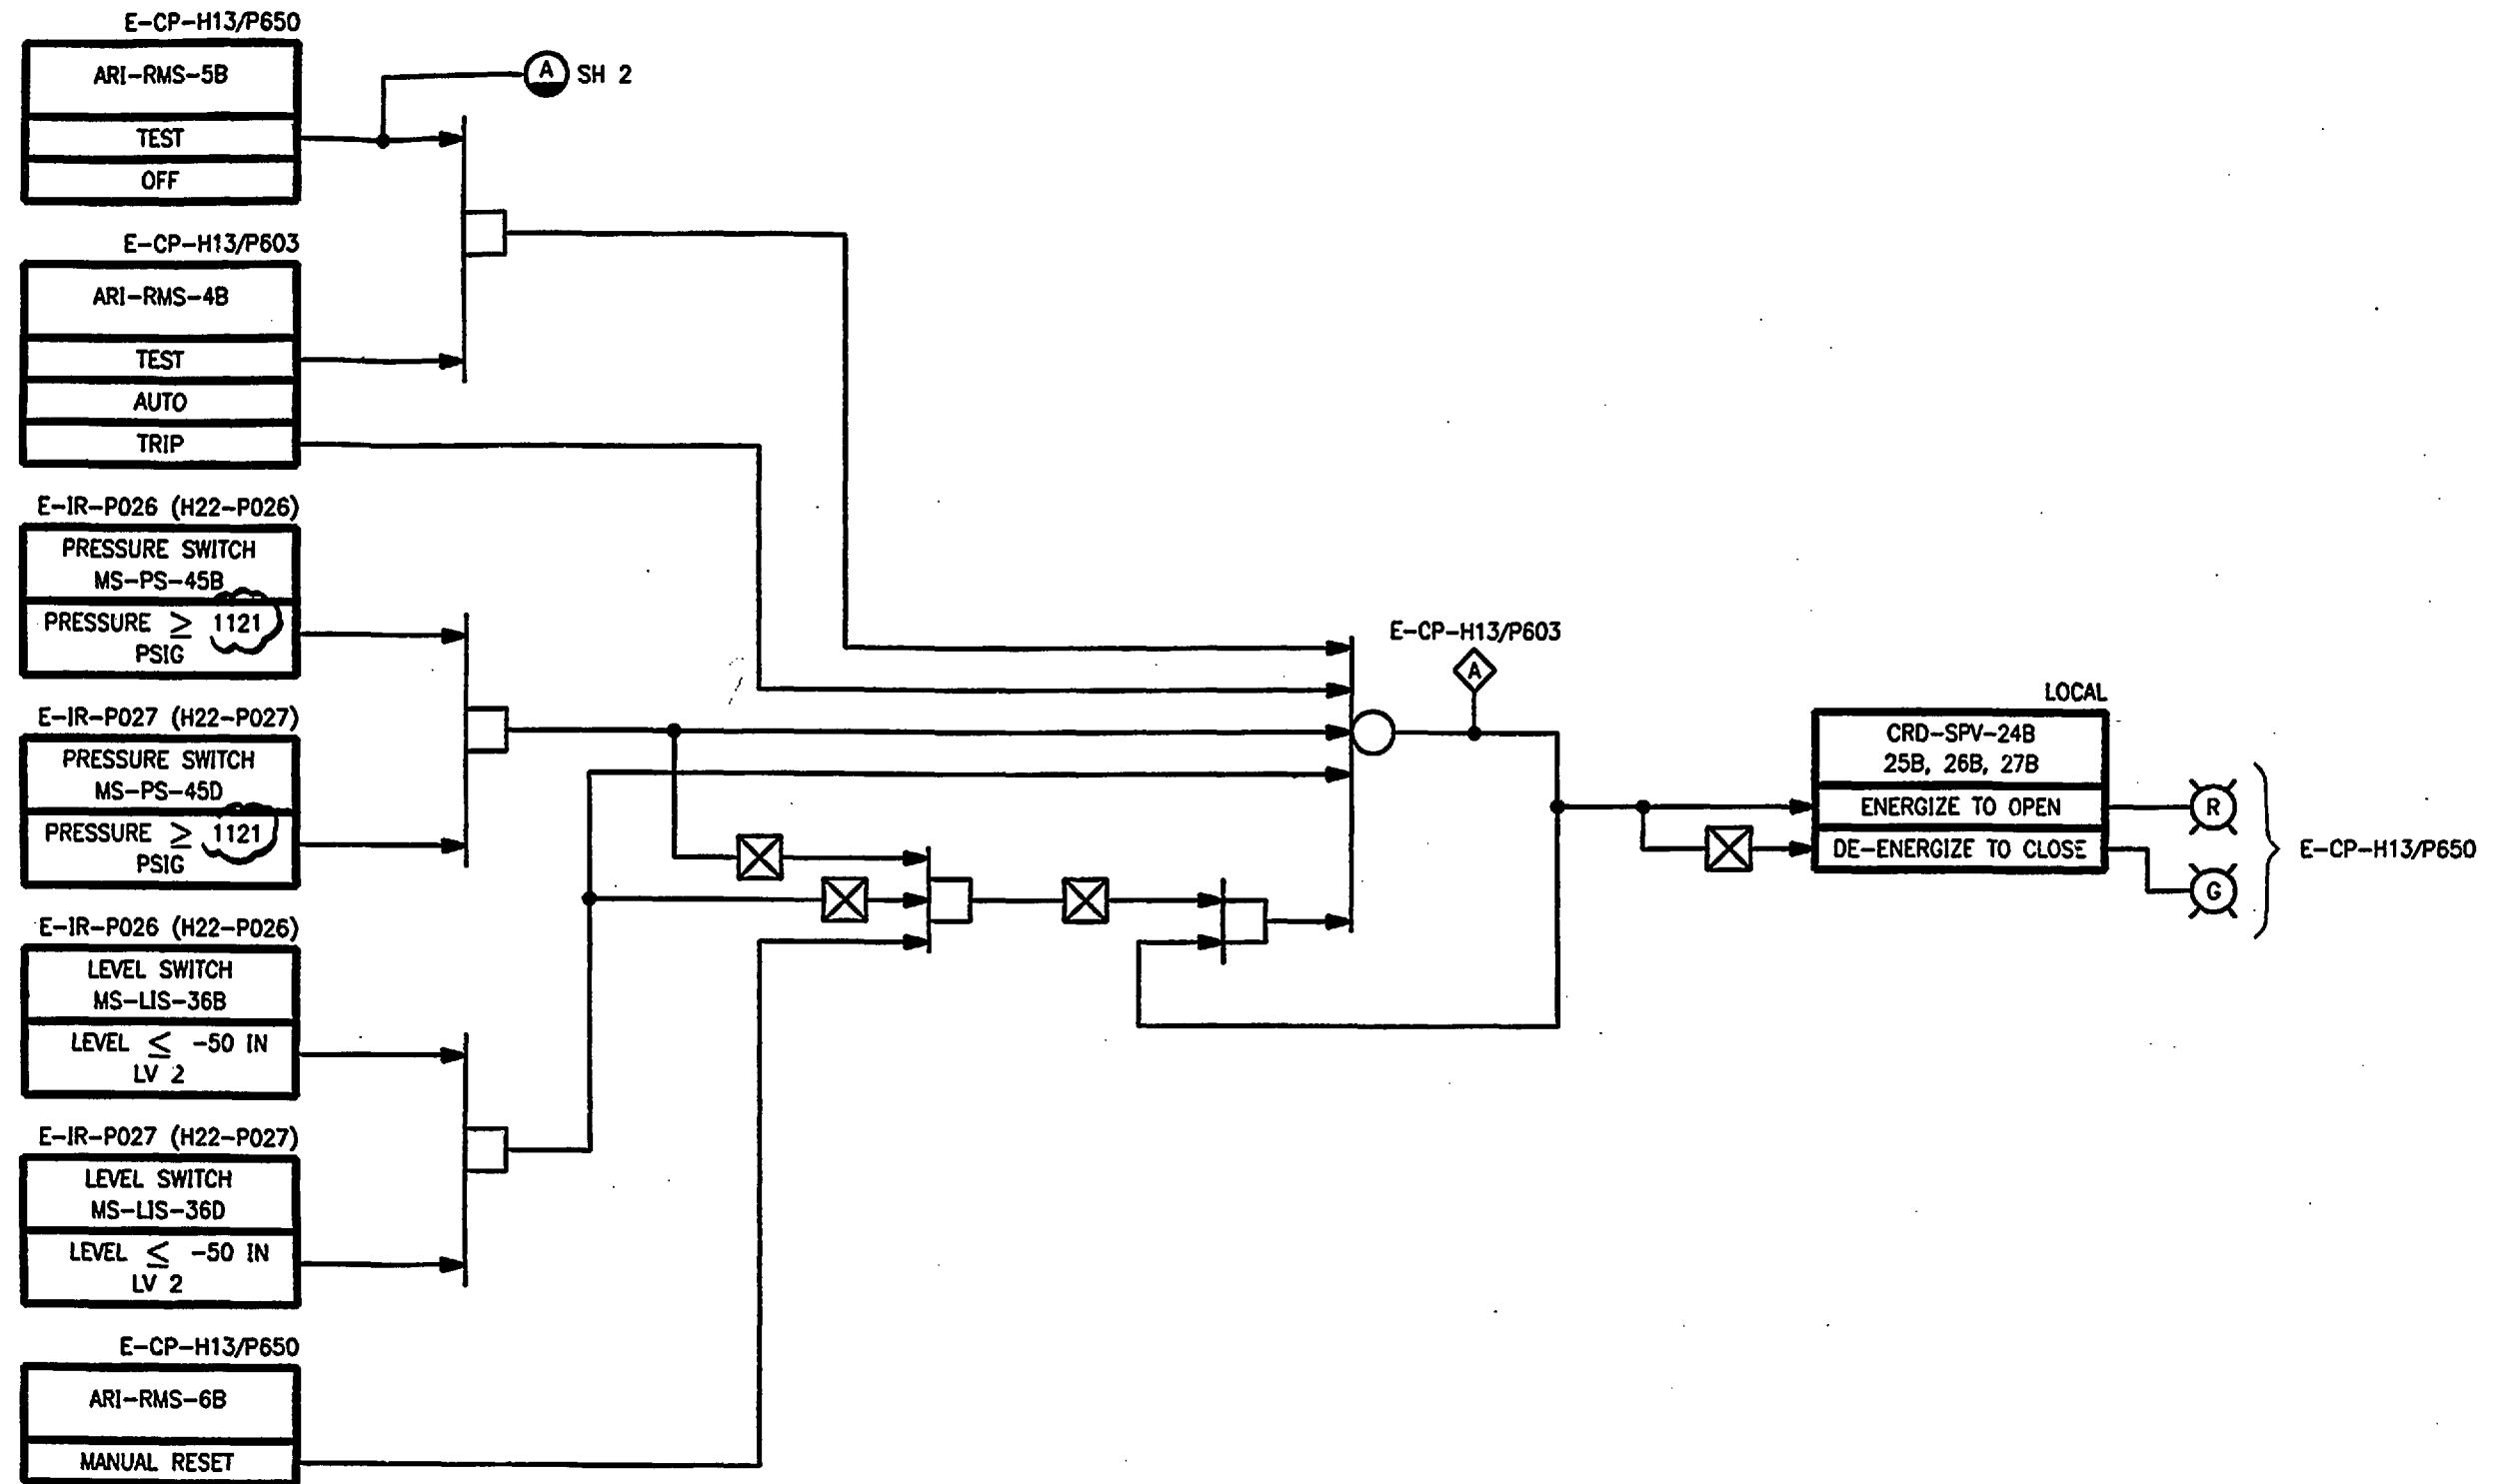 E-CP-H13/P650
ARI-RMS-5B
TEST
OFF
A SH 2
E-CP-H13/P603
ARI-RMS-4B
TEST
AUTO
TRIP
E-IR-P026 (H22-P026)
PRESSURE SWITCH
MS-PS-45B
PRESSURE ≥ 1121
PSIG
E-IR-P027 (H22-P027)
PRESSURE SWITCH
MS-PS-45D
PRESSURE ≥ 1121
PSIG
E-IR-P026 (H22-P026)
LEVEL SWITCH
MS-LIS-36B
LEVEL ≤ -50 IN
LV 2
E-IR-P027 (H22-P027)
LEVEL SWITCH
MS-LIS-36D
LEVEL ≤ -50 IN
LV 2
E-CP-H13/P650
ARI-RMS-6B
MANUAL RESET
E-CP-H13/P603
A
LOCAL
CRD-SPV-24B
25B, 26B, 27B
ENERGIZE TO OPEN
DE-ENERGIZE TO CLOSE
R
G
E-CP-H13/P650